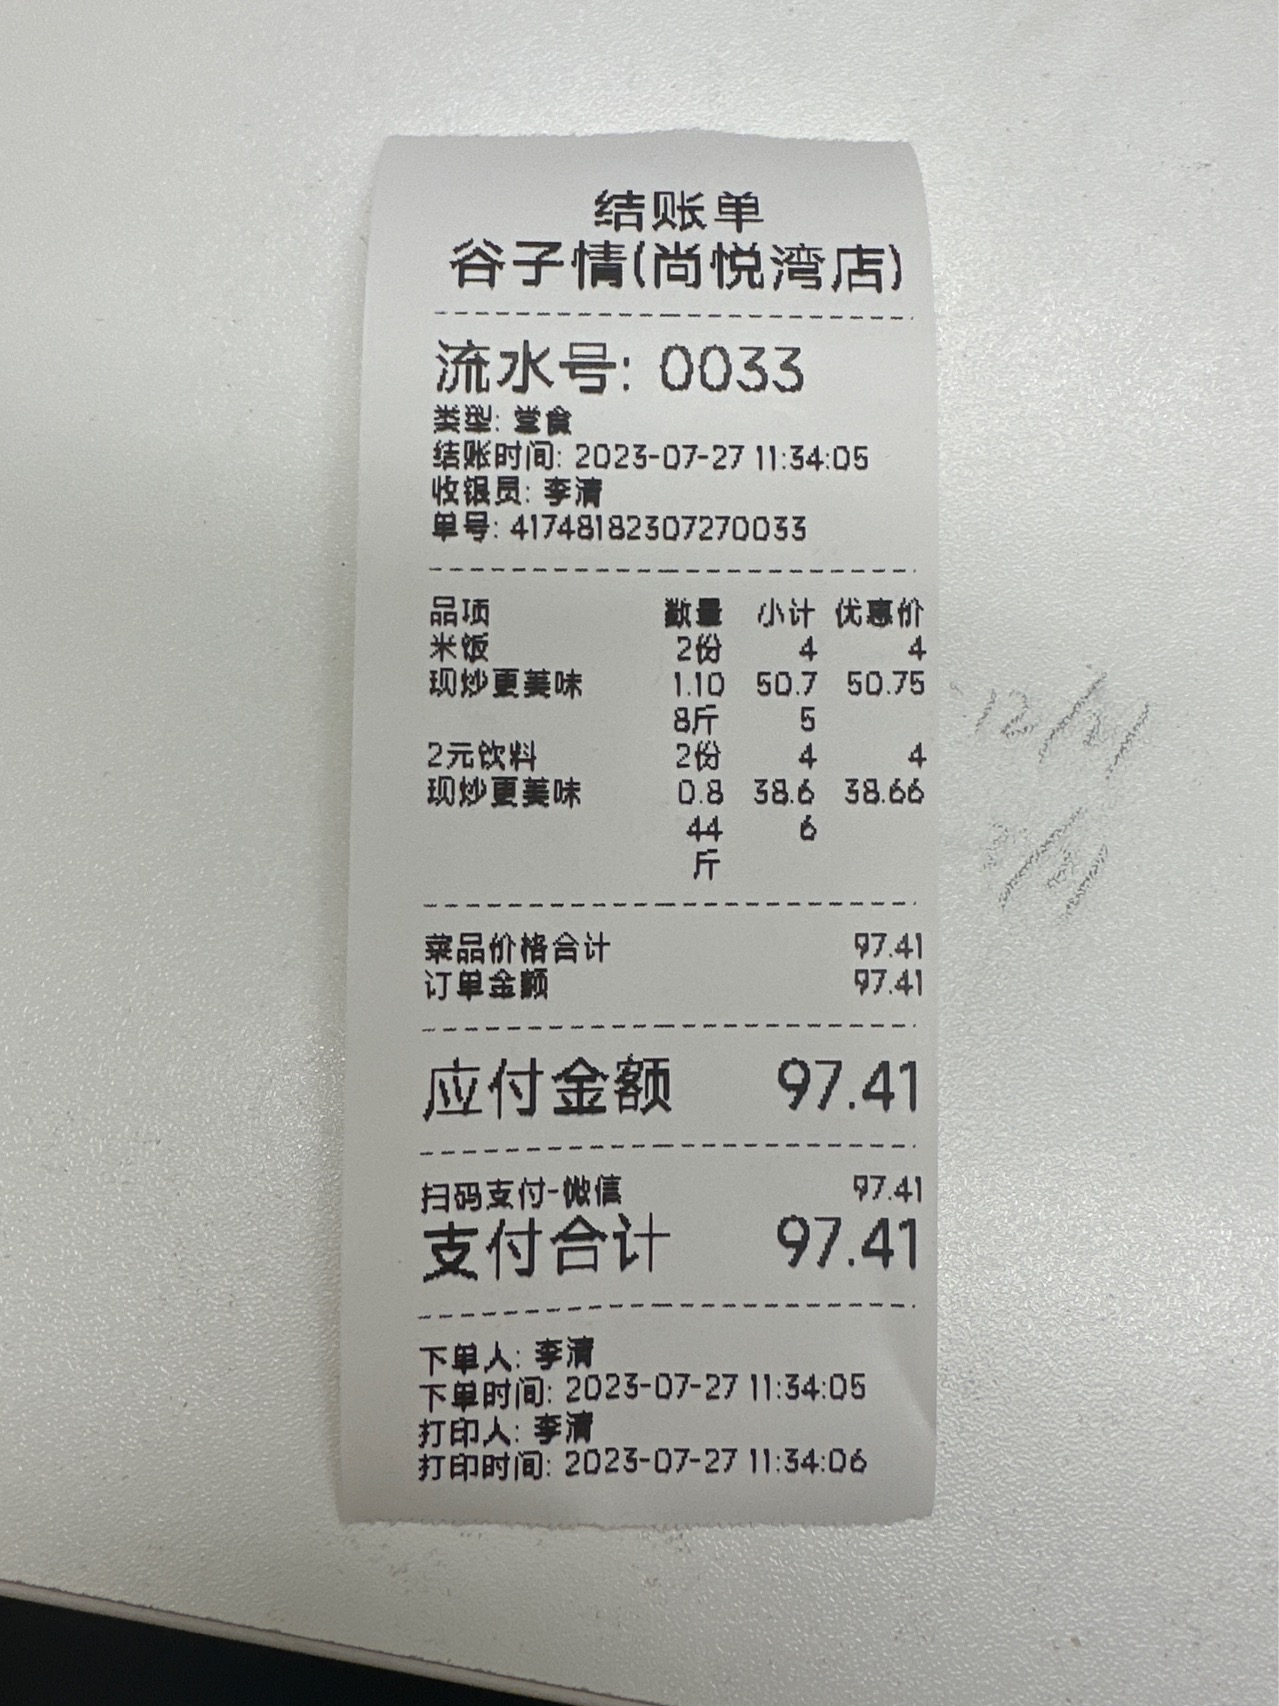 结账单
谷子情(尚悦湾店)
流水号: 0033
类型: 堂食
结账时间: 2023-07-27 11:34:05
收银员: 李清
单号: 41748182307270033
品项 数量 小计 优惠价
米饭 2份 4 4
现炒更美味 1.10 50.7 50.75
8斤 5
2元饮料 2份 4 4
现炒更美味 0.8 38.6 38.66
44 6
斤
菜品价格合计 97.41
订单金额 97.41
应付金额 97.41
扫码支付-微信 97.41
支付合计 97.41
下单人: 李清
下单时间: 2023-07-27 11:34:05
打印人: 李清
打印时间: 2023-07-27 11:34:06